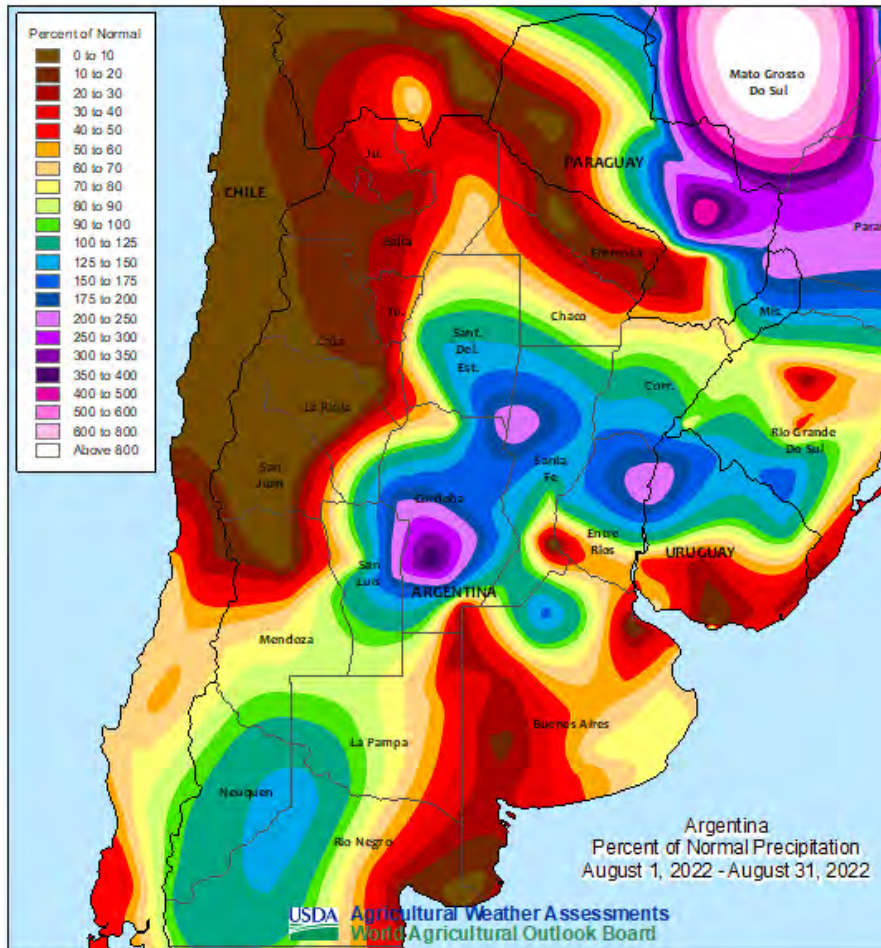 Percent of Normal
0 to 10
10 to 20
20 to 30
30 to 40
40 to 50
50 to 60
60 to 70
70 to 80
80 to 90
90 to 100
100 to 125
125 to 150
150 to 175
175 to 200
200 to 250
250 to 300
300 to 350
350 to 400
400 to 500
500 to 600
600 to 800
Above 800
Mato Grosso
Do Sul
PARAGUAY
Juj.
CHILE
Para
Salta
Formosa
Tu.
Chaco
Mis.
Sant.
Del.
Est.
Cata
Corr.
La Rioja
Rio Grande
Do Sul
San
Juan
Santa
Fe
Cordoba
Entre
Rios
URUGUAY
San
Luis
ARGENTINA
Mendoza
Buenos Aires
La Pampa
Neuquen
Rio Negro
Argentina
Percent of Normal Precipitation
August 1, 2022 - August 31, 2022
USDA Agricultural Weather Assessments
World Agricultural Outlook Board